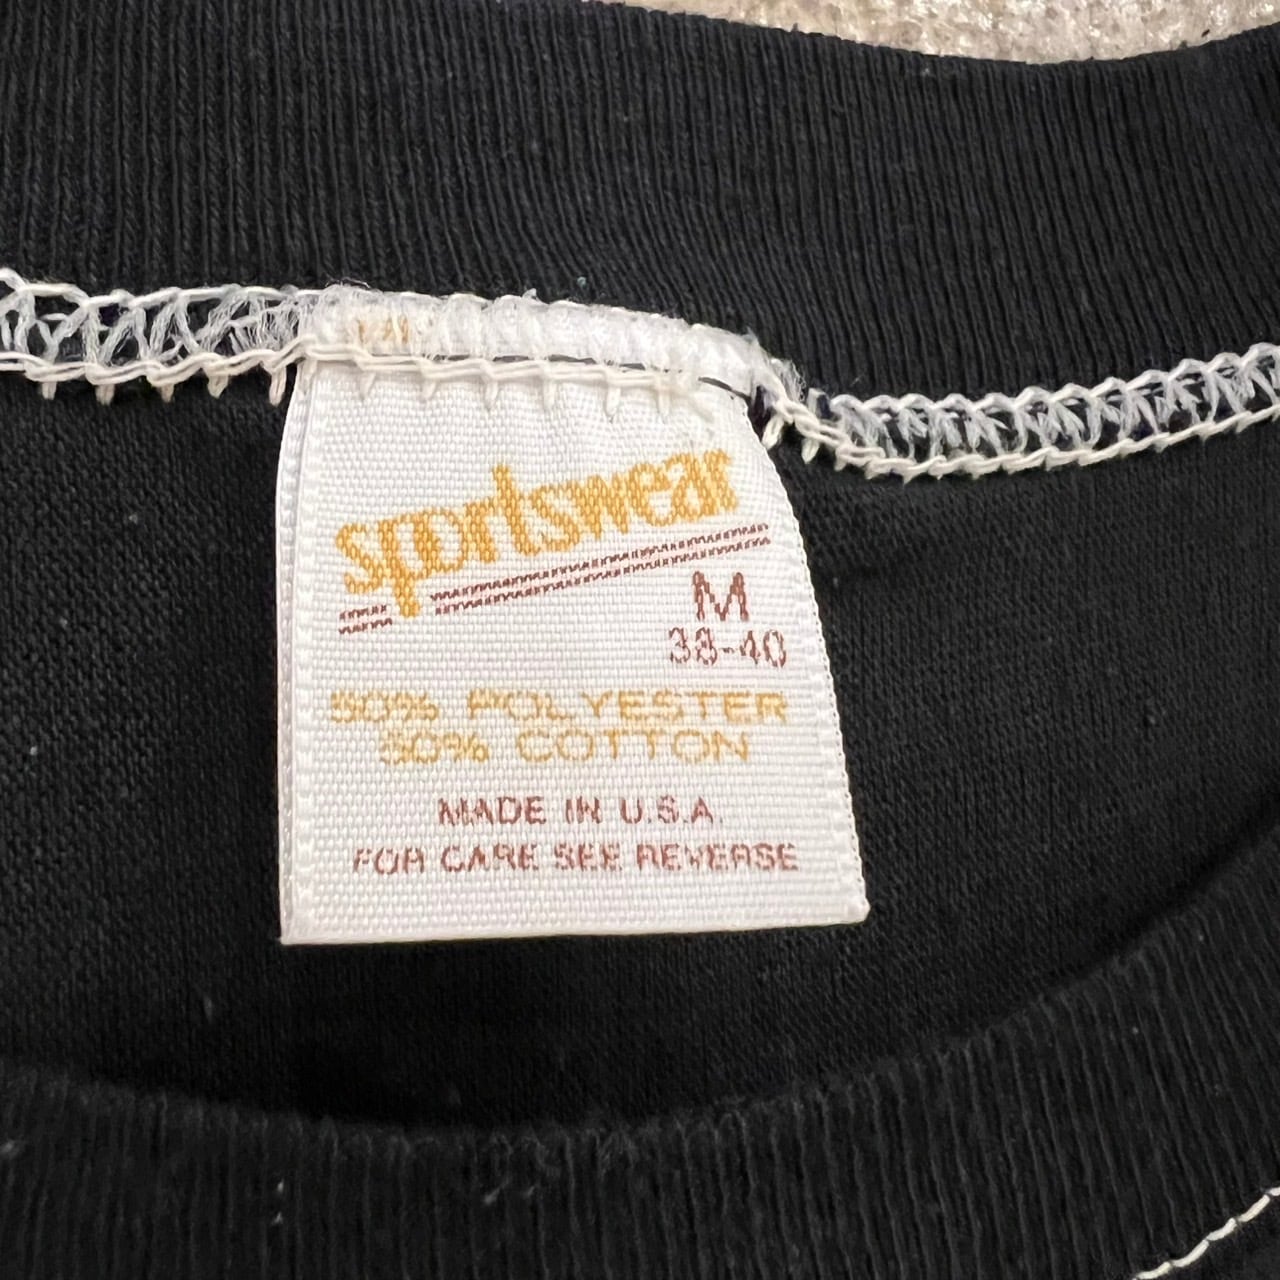 sportswear
M
38-40
50% POLYESTER
50% COTTON
MADE IN U.S.A.
FOR CARE SEE REVERSE